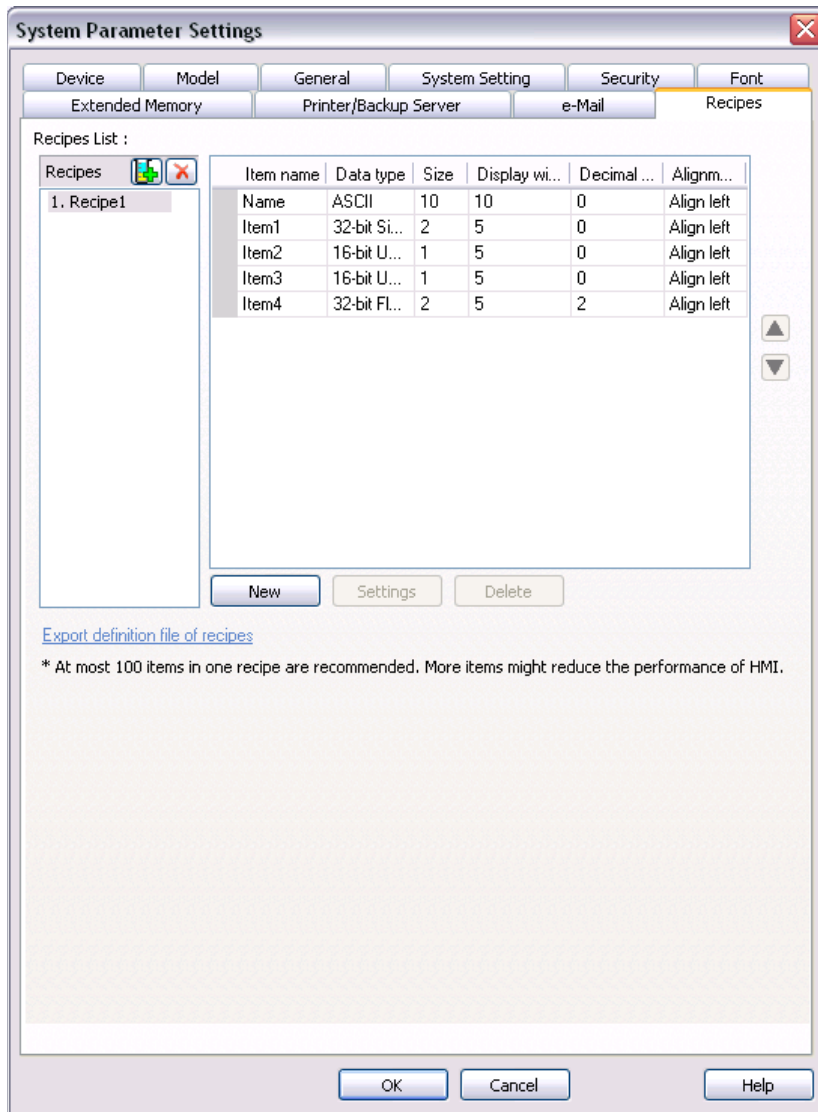 System Parameter Settings
Device Model General System Setting Security Font
Extended Memory Printer/Backup Server e-Mail Recipes
Recipes List :
Recipes
1. Recipe1
Item name Data type Size Display wi... Decimal ... Alignm...
Name ASCII 10 10 0 Align left
Item1 32-bit Si... 2 5 0 Align left
Item2 16-bit U... 1 5 0 Align left
Item3 16-bit U... 1 5 0 Align left
Item4 32-bit Fl... 2 5 2 Align left
New Settings Delete
Export definition file of recipes
* At most 100 items in one recipe are recommended. More items might reduce the performance of HMI.
OK Cancel Help